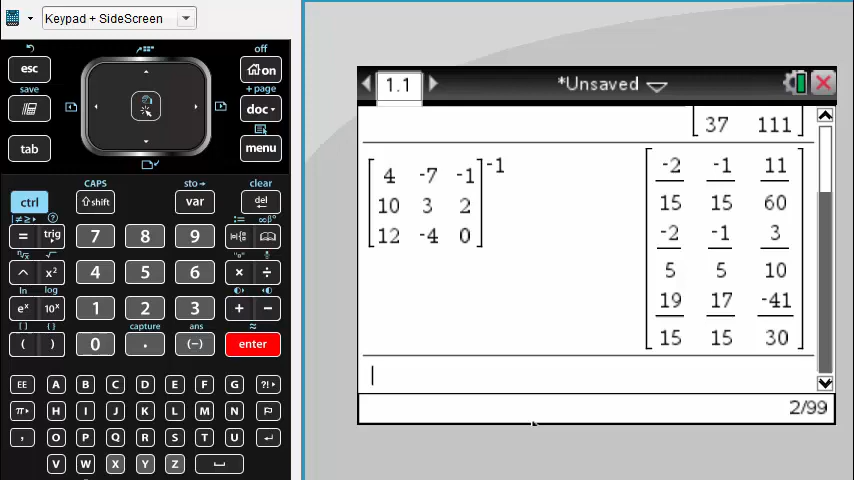 Keypad + SideScreen
off
esc
on
save
+ page
doc
tab
menu
CAPS
sto→
clear
ctrl
⇧shift
var
del
|≠≥▸
?
:=
∞β°
=
trig
7
8
9
ⁿ√x
√
"□"
^
x²
4
5
6
×
÷
ln
log
eˣ
10ˣ
1
2
3
+
−
[ ]
{ }
capture
ans
≈
(
)
0
.
(−)
enter
EE
A
B
C
D
E
F
G
?!▸
π▸
H
I
J
K
L
M
N
,
O
P
Q
R
S
T
U
V
W
X
Y
Z
1.1
*Unsaved
37 111
4 -7 -1 -1
10 3 2
12 -4 0
-2 -1 11
15 15 60
-2 -1 3
5 5 10
19 17 -41
15 15 30
2/99